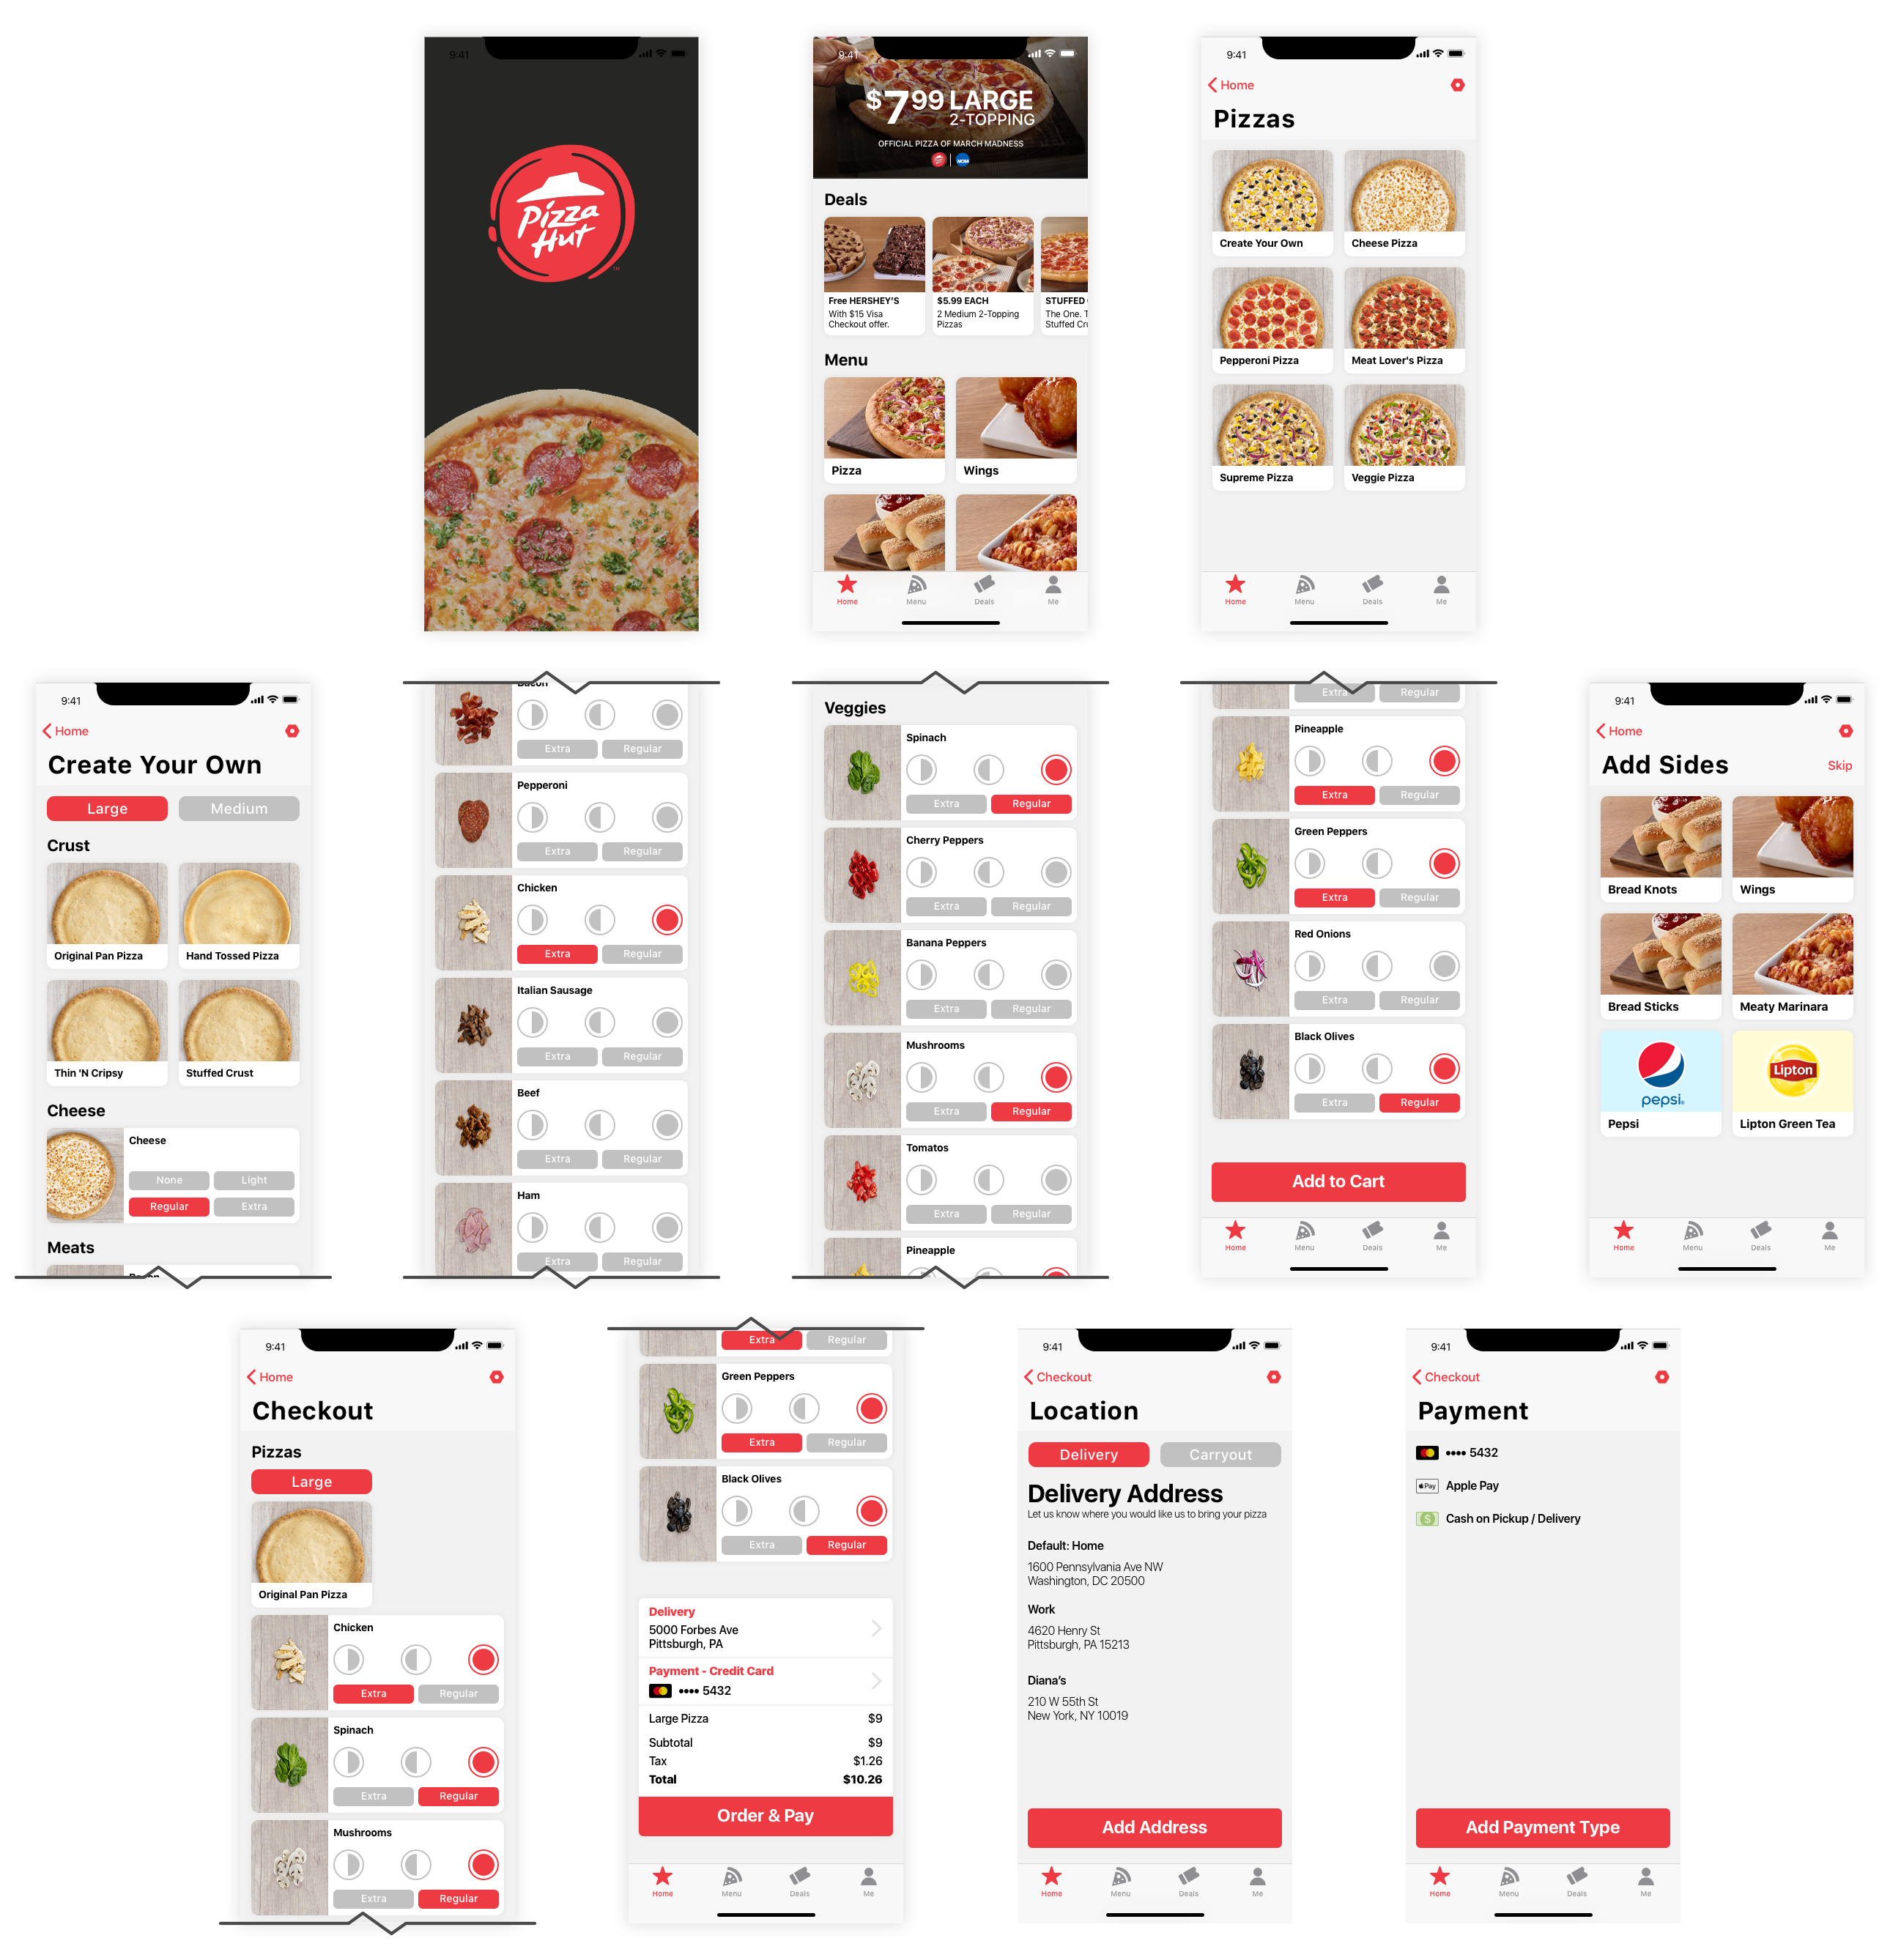 9:41
Pizza
Hut
TM
9:41
$7.99 LARGE
2-TOPPING
OFFICIAL PIZZA OF MARCH MADNESS
NCAA
Deals
Free HERSHEY'S
With $15 Visa
Checkout offer.
$5.99 EACH
2 Medium 2-Topping
Pizzas
STUFFED
The One. T
Stuffed Cru
Menu
Pizza
Wings
Home
Menu
Deals
Me
9:41
Home
Pizzas
Create Your Own
Cheese Pizza
Pepperoni Pizza
Meat Lover's Pizza
Supreme Pizza
Veggie Pizza
Home
Menu
Deals
Me
9:41
Home
Create Your Own
Large
Medium
Crust
Original Pan Pizza
Hand Tossed Pizza
Thin 'N Cripsy
Stuffed Crust
Cheese
Cheese
None
Light
Regular
Extra
Meats
Bacon
Bacon
Extra
Regular
Pepperoni
Extra
Regular
Chicken
Extra
Regular
Italian Sausage
Extra
Regular
Beef
Extra
Regular
Ham
Extra
Regular
Veggies
Spinach
Extra
Regular
Cherry Peppers
Extra
Regular
Banana Peppers
Extra
Regular
Mushrooms
Extra
Regular
Tomatos
Extra
Regular
Pineapple
Extra
Regular
Pineapple
Extra
Regular
Green Peppers
Extra
Regular
Red Onions
Extra
Regular
Black Olives
Extra
Regular
Add to Cart
Home
Menu
Deals
Me
9:41
Home
Add Sides
Skip
Bread Knots
Wings
Bread Sticks
Meaty Marinara
pepsi®
Pepsi
Lipton
Lipton Green Tea
Home
Menu
Deals
Me
9:41
Home
Checkout
Pizzas
Large
Original Pan Pizza
Chicken
Extra
Regular
Spinach
Extra
Regular
Mushrooms
Extra
Regular
Extra
Regular
Green Peppers
Extra
Regular
Black Olives
Extra
Regular
Delivery
5000 Forbes Ave
Pittsburgh, PA
Payment - Credit Card
•••• 5432
Large Pizza $9
Subtotal $9
Tax $1.26
Total $10.26
Order & Pay
Home
Menu
Deals
Me
9:41
Checkout
Location
Delivery
Carryout
Delivery Address
Let us know where you would like us to bring your pizza
Default: Home
1600 Pennsylvania Ave NW
Washington, DC 20500
Work
4620 Henry St
Pittsburgh, PA 15213
Diana's
210 W 55th St
New York, NY 10019
Add Address
Home
Menu
Deals
Me
9:41
Checkout
Payment
•••• 5432
Pay
Apple Pay
Cash on Pickup / Delivery
Add Payment Type
Home
Menu
Deals
Me